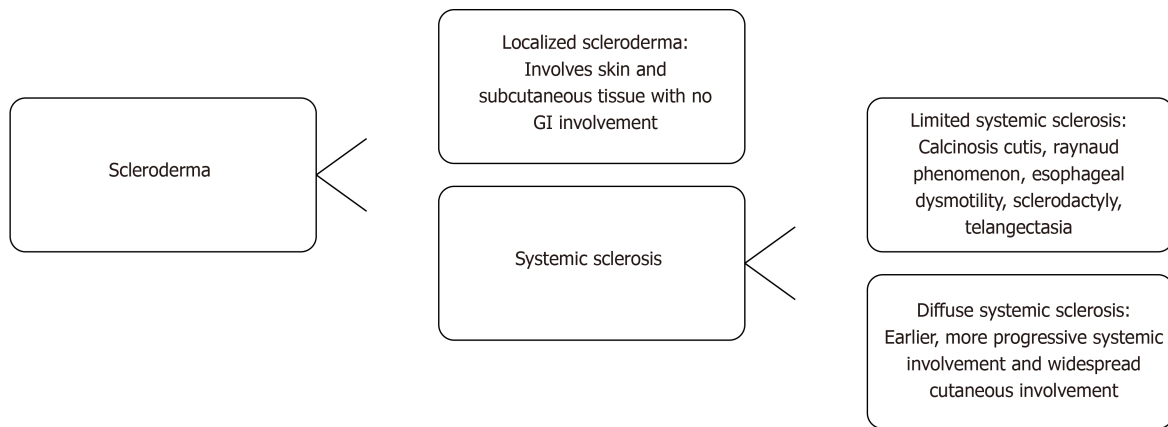 Scleroderma
Localized scleroderma:
Involves skin and
subcutaneous tissue with no
GI involvement
Systemic sclerosis
Limited systemic sclerosis:
Calcinosis cutis, raynaud
phenomenon, esophageal
dysmotility, sclerodactyly,
telangectasia
Diffuse systemic sclerosis:
Earlier, more progressive systemic
involvement and widespread
cutaneous involvement